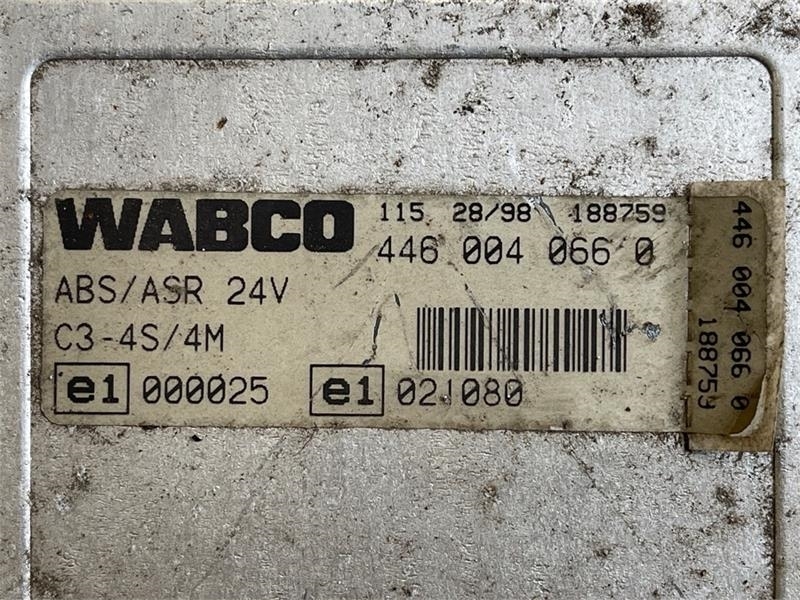 WABCO
115 28/98 188759
446 004 066 0
ABS/ASR 24V
C3-4S/4M
e1 000025 e1 021080
446 004 066 0
188759